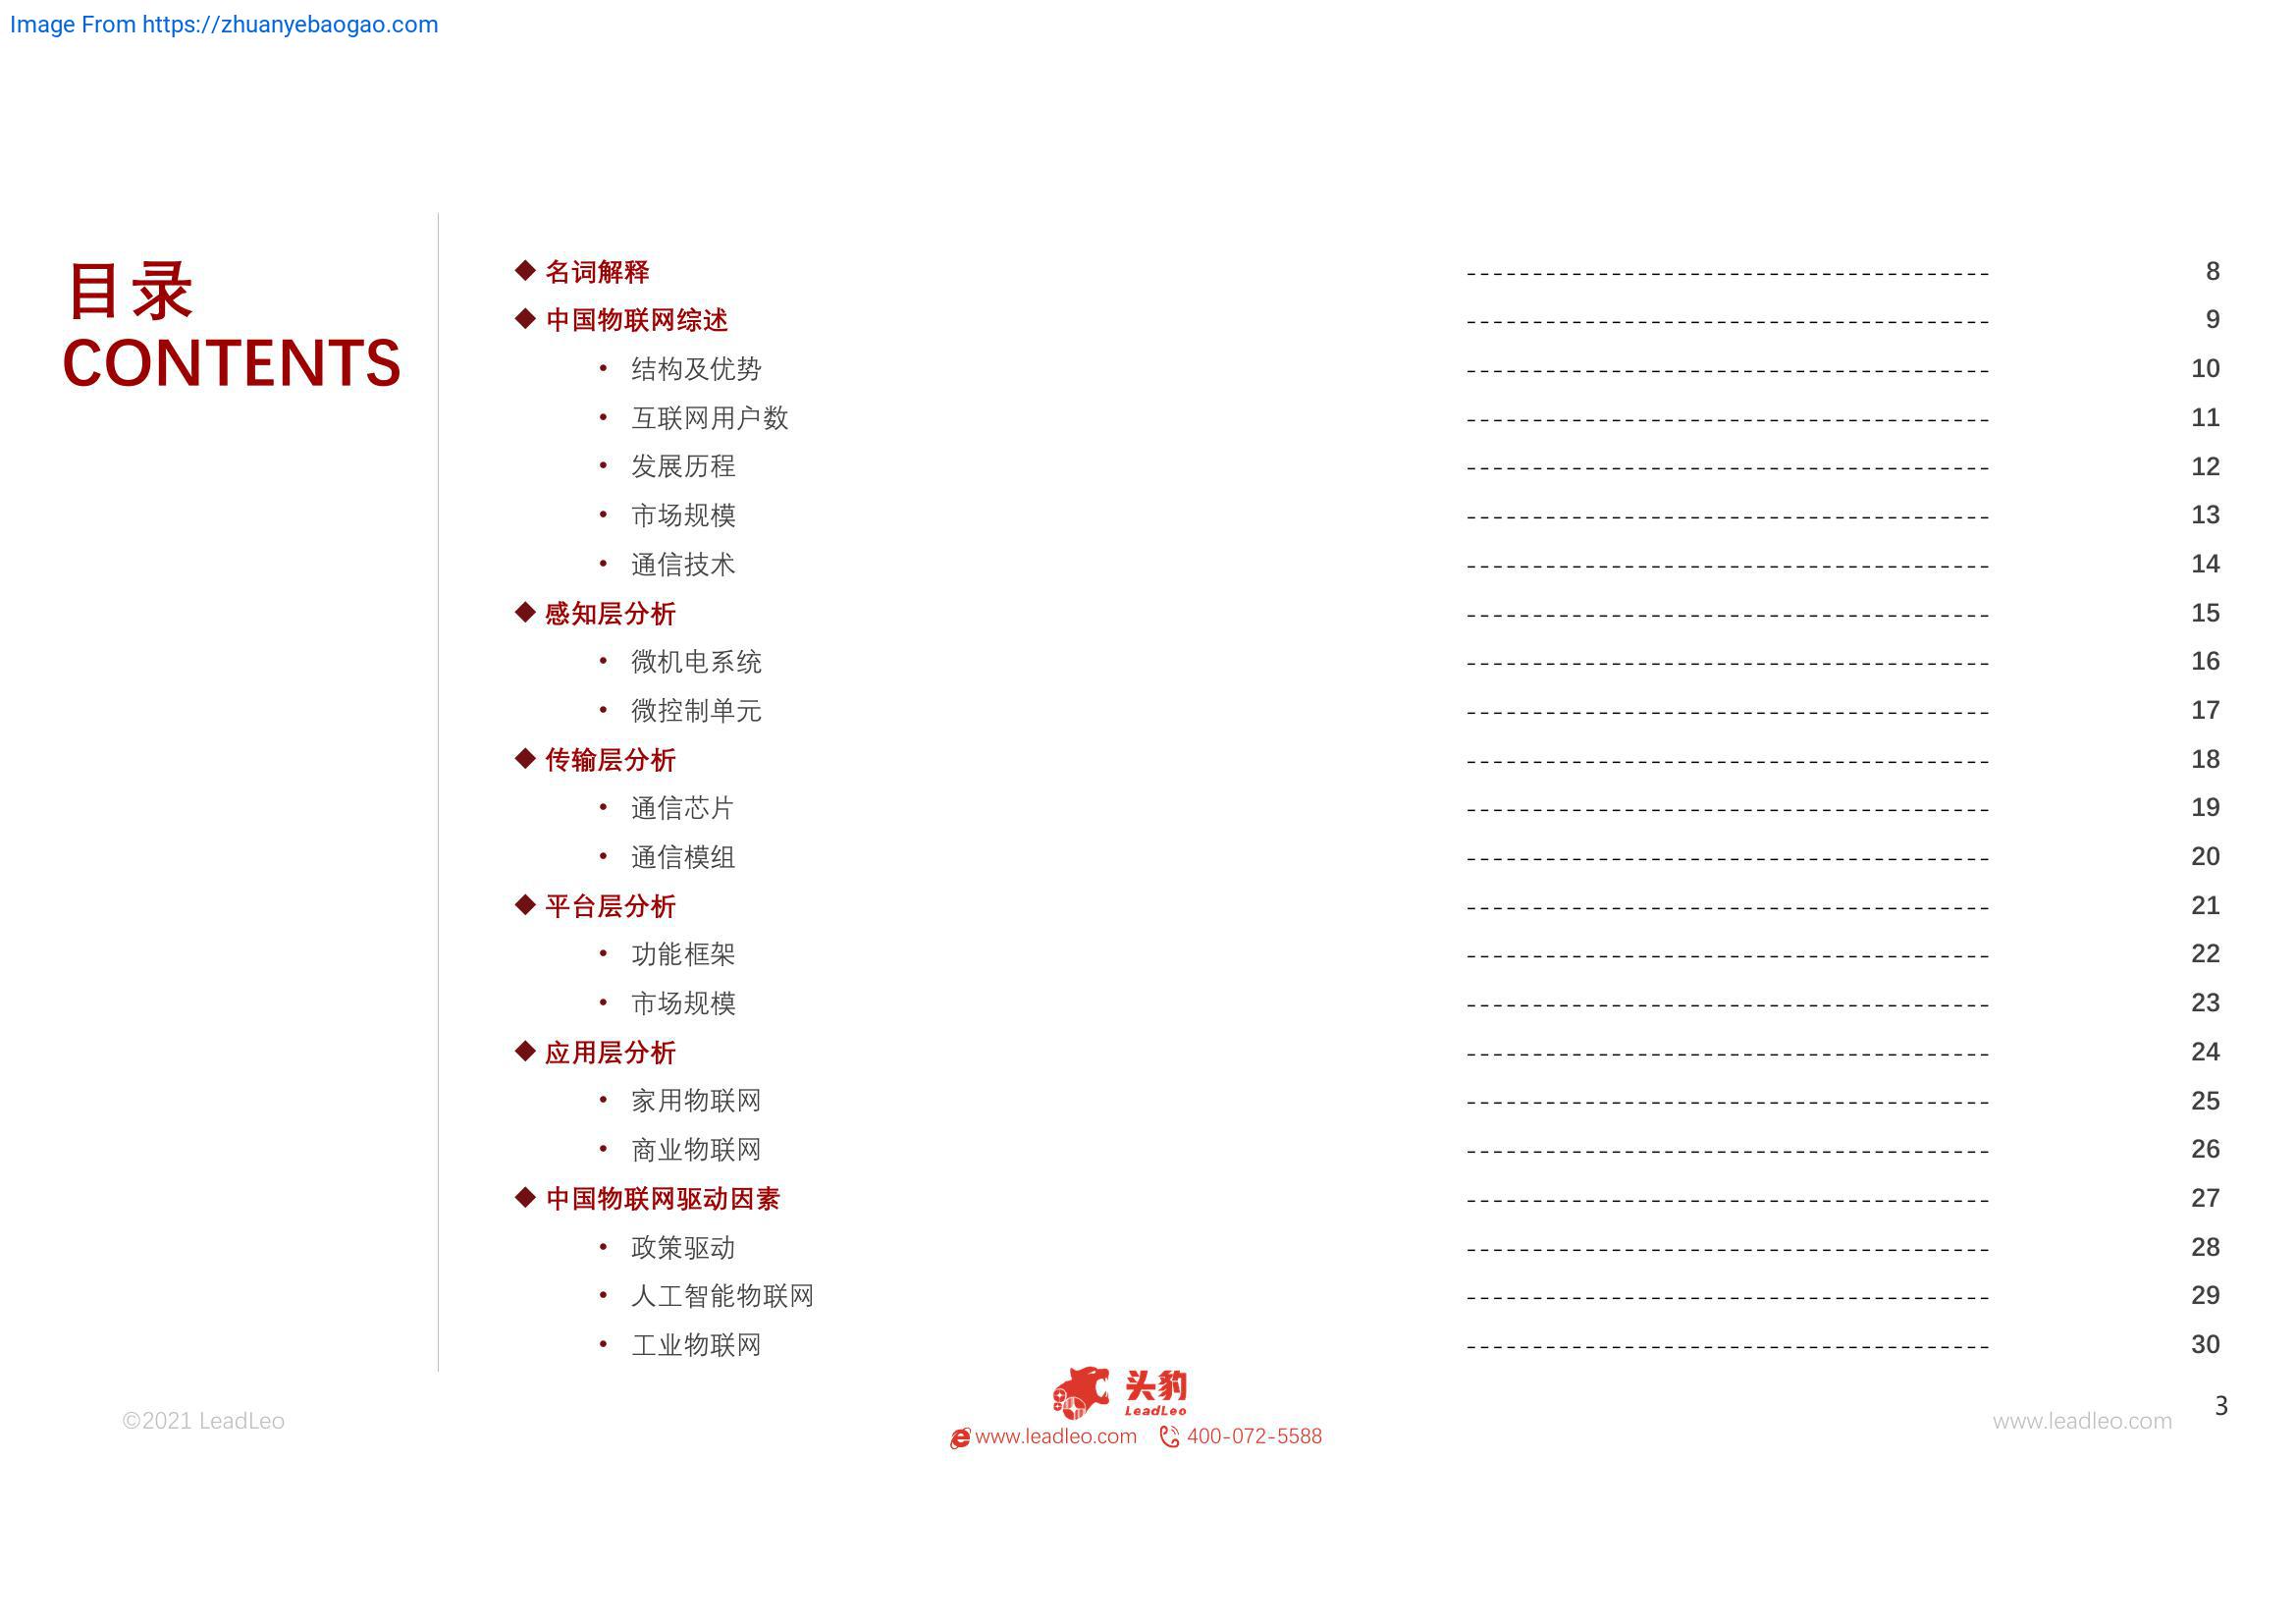 Image From https://zhuanyebaogao.com
目录
CONTENTS
◆ 名词解释 ---------------------------------------- 8
◆ 中国物联网综述 ---------------------------------------- 9
• 结构及优势 ---------------------------------------- 10
• 互联网用户数 ---------------------------------------- 11
• 发展历程 ---------------------------------------- 12
• 市场规模 ---------------------------------------- 13
• 通信技术 ---------------------------------------- 14
◆ 感知层分析 ---------------------------------------- 15
• 微机电系统 ---------------------------------------- 16
• 微控制单元 ---------------------------------------- 17
◆ 传输层分析 ---------------------------------------- 18
• 通信芯片 ---------------------------------------- 19
• 通信模组 ---------------------------------------- 20
◆ 平台层分析 ---------------------------------------- 21
• 功能框架 ---------------------------------------- 22
• 市场规模 ---------------------------------------- 23
◆ 应用层分析 ---------------------------------------- 24
• 家用物联网 ---------------------------------------- 25
• 商业物联网 ---------------------------------------- 26
◆ 中国物联网驱动因素 ---------------------------------------- 27
• 政策驱动 ---------------------------------------- 28
• 人工智能物联网 ---------------------------------------- 29
• 工业物联网 ---------------------------------------- 30
©2021 LeadLeo
头豹
LeadLeo
www.leadleo.com 400-072-5588
www.leadleo.com
3